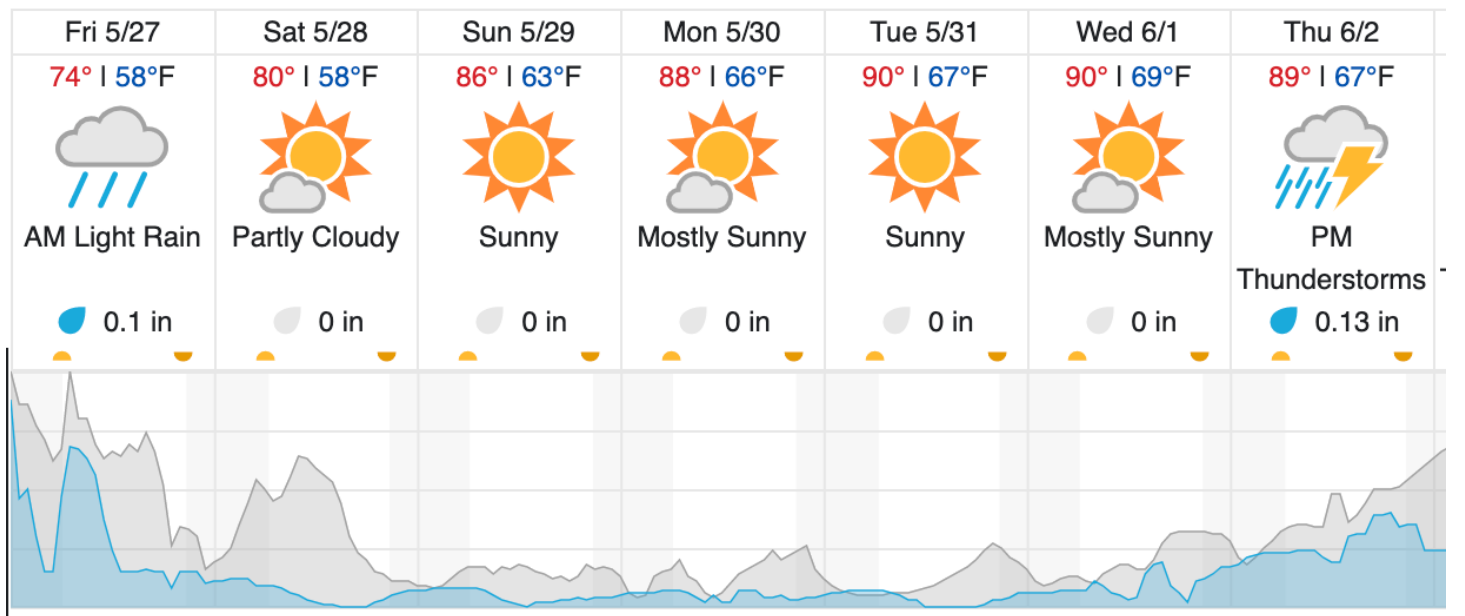 Fri 5/27
Sat 5/28
Sun 5/29
Mon 5/30
Tue 5/31
Wed 6/1
Thu 6/2
74° | 58°F
80° | 58°F
86° | 63°F
88° | 66°F
90° | 67°F
90° | 69°F
89° | 67°F
AM Light Rain
Partly Cloudy
Sunny
Mostly Sunny
Sunny
Mostly Sunny
PM
Thunderstorms
0.1 in
0 in
0 in
0 in
0 in
0 in
0.13 in